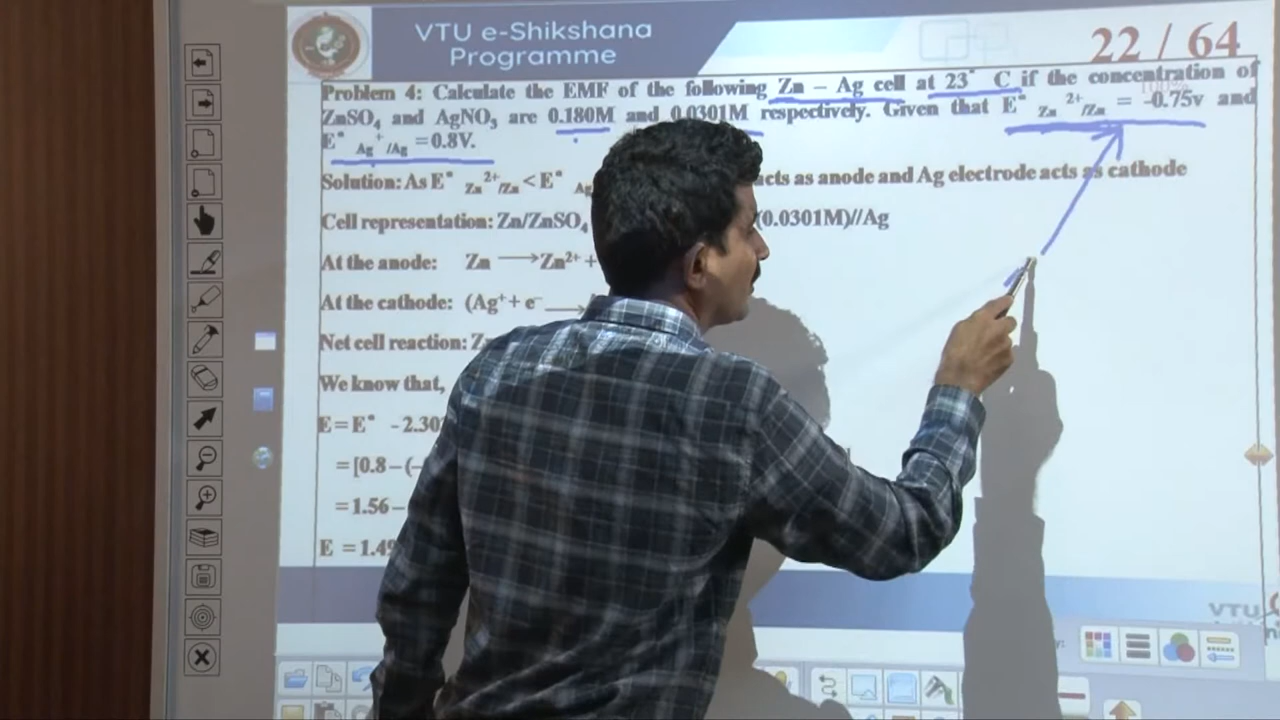 VTU e-Shikshana
Programme
22 / 64
Problem 4: Calculate the EMF of the following Zn – Ag cell at 23° C if the concentration of
ZnSO₄ and AgNO₃ are 0.180M and 0.0301M respectively. Given that E° Zn²⁺/Zn = -0.75v and
E° Ag⁺/Ag = 0.8V.
Solution: As E° Zn²⁺/Zn < E° Ag acts as anode and Ag electrode acts as cathode
Cell representation: Zn/ZnSO₄ (0.0301M)//Ag
At the anode: Zn ⟶ Zn²⁺ +
At the cathode: (Ag⁺ + e⁻ ⟶
Net cell reaction: Zn
We know that,
E = E° - 2.303
= [0.8 – (–
= 1.56 –
E = 1.49
VTU